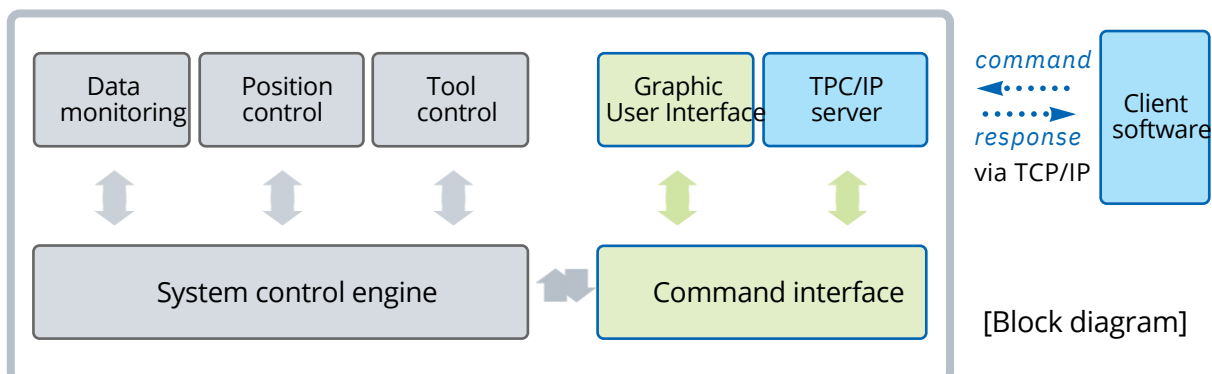 Data
monitoring
Position
control
Tool
control
Graphic
User Interface
TPC/IP
server
command
response
via TCP/IP
Client
software
System control engine
Command interface
[Block diagram]